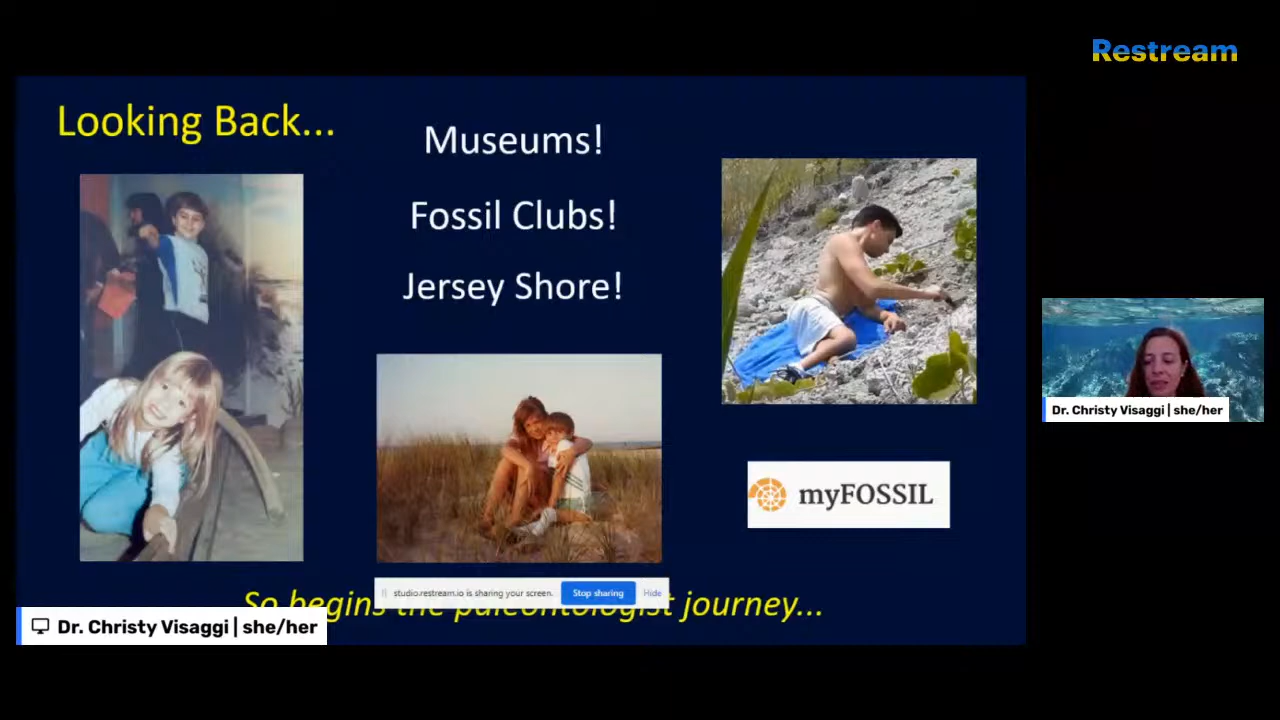 Restream
Looking Back...
Museums!
Fossil Clubs!
Jersey Shore!
myFOSSIL
studio.restream.io is sharing your screen. Stop sharing Hide
So begins the paleontologist journey...
Dr. Christy Visaggi | she/her
Dr. Christy Visaggi | she/her